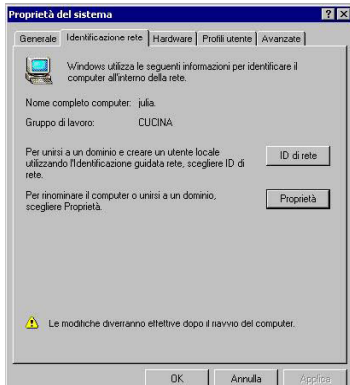 Proprietà del sistema
Generale Identificazione rete Hardware Profili utente Avanzate
Windows utilizza le seguenti informazioni per identificare il
computer all'interno della rete.
Nome completo computer: julia.
Gruppo di lavoro: CUCINA
Per unirsi a un dominio e creare un utente locale
utilizzando l'Identificazione guidata rete, scegliere ID di
rete.
ID di rete
Per rinominare il computer o unirsi a un dominio,
scegliere Proprietà.
Proprietà
Le modifiche diverranno effettive dopo il riavvio del computer.
OK Annulla Applica